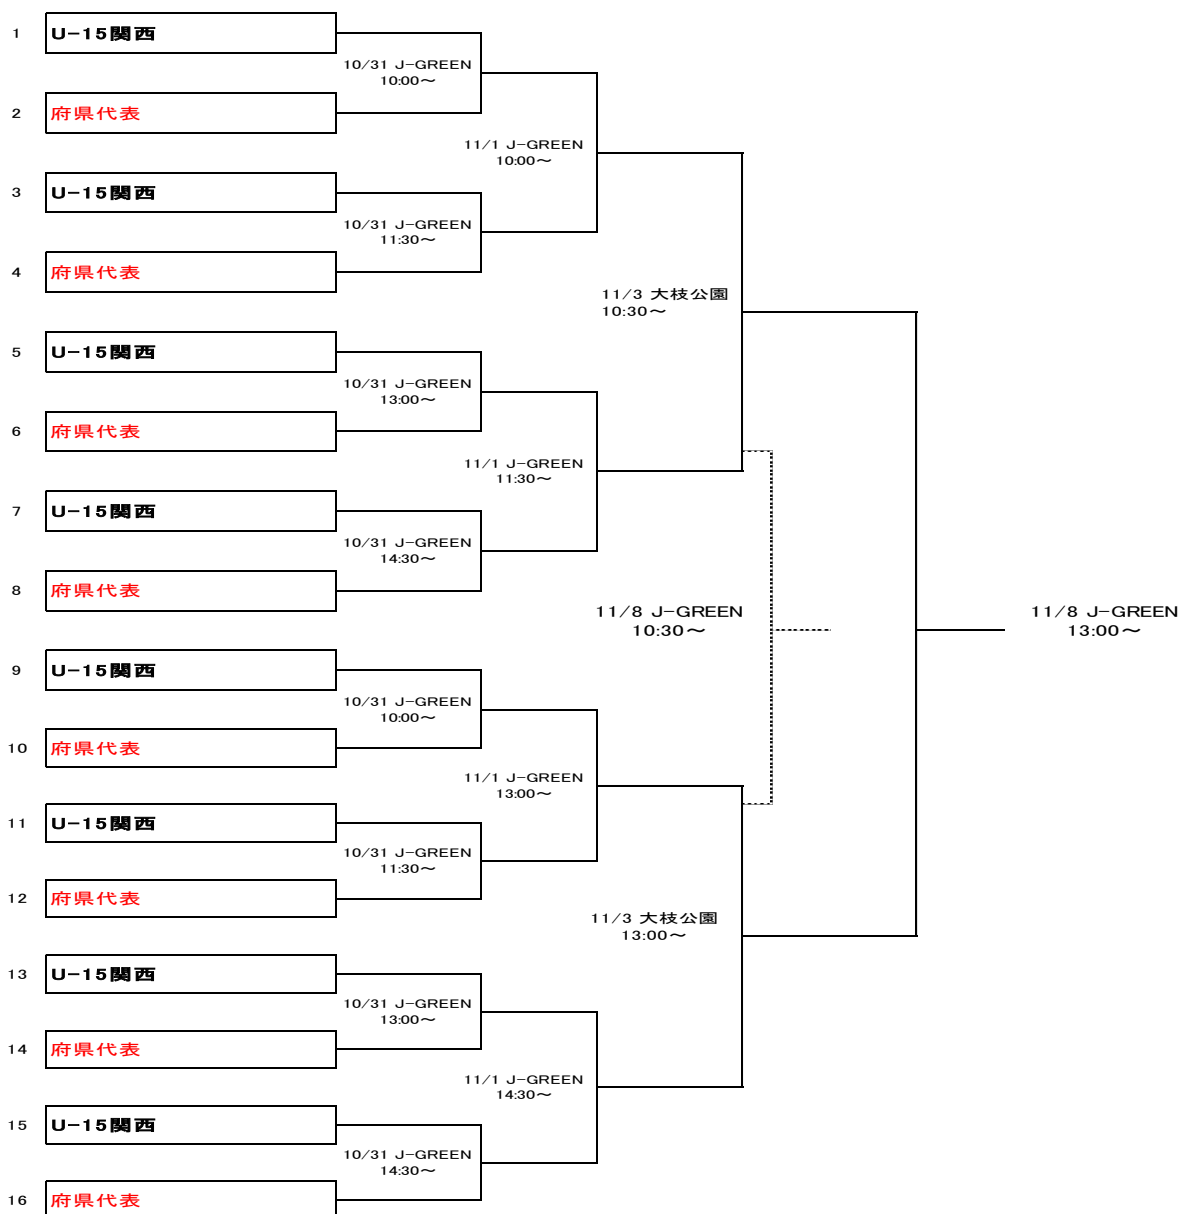 1 U-15関西
10/31 J-GREEN
10:00～
2 府県代表
11/1 J-GREEN
10:00～
3 U-15関西
10/31 J-GREEN
11:30～
4 府県代表
11/3 大枝公園
10:30～
5 U-15関西
10/31 J-GREEN
13:00～
6 府県代表
11/1 J-GREEN
11:30～
7 U-15関西
10/31 J-GREEN
14:30～
8 府県代表
11/8 J-GREEN
10:30～
11/8 J-GREEN
13:00～
9 U-15関西
10/31 J-GREEN
10:00～
10 府県代表
11/1 J-GREEN
13:00～
11 U-15関西
10/31 J-GREEN
11:30～
12 府県代表
11/3 大枝公園
13:00～
13 U-15関西
10/31 J-GREEN
13:00～
14 府県代表
11/1 J-GREEN
14:30～
15 U-15関西
10/31 J-GREEN
14:30～
16 府県代表